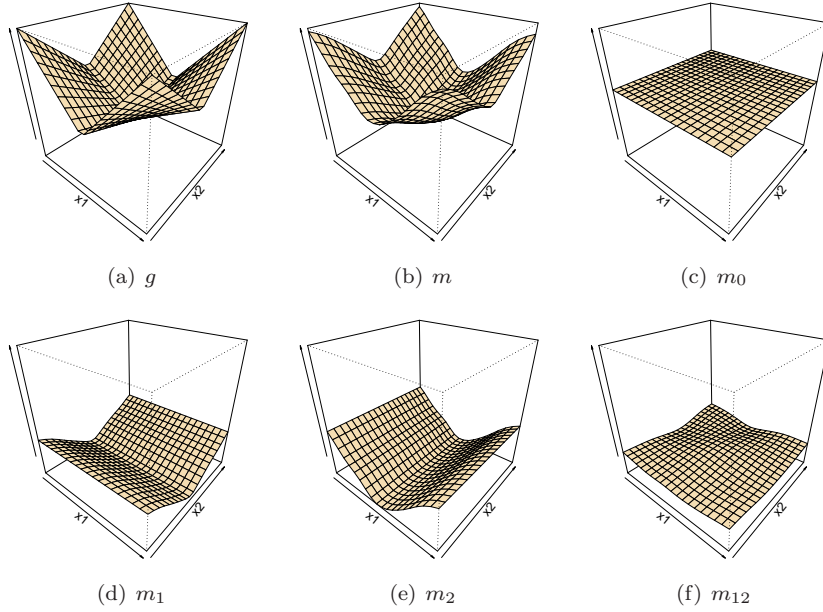 x1
x2
x1
x2
x1
x2
(a) g
(b) m
(c) m₀
x1
x2
x1
x2
x1
x2
(d) m₁
(e) m₂
(f) m₁₂